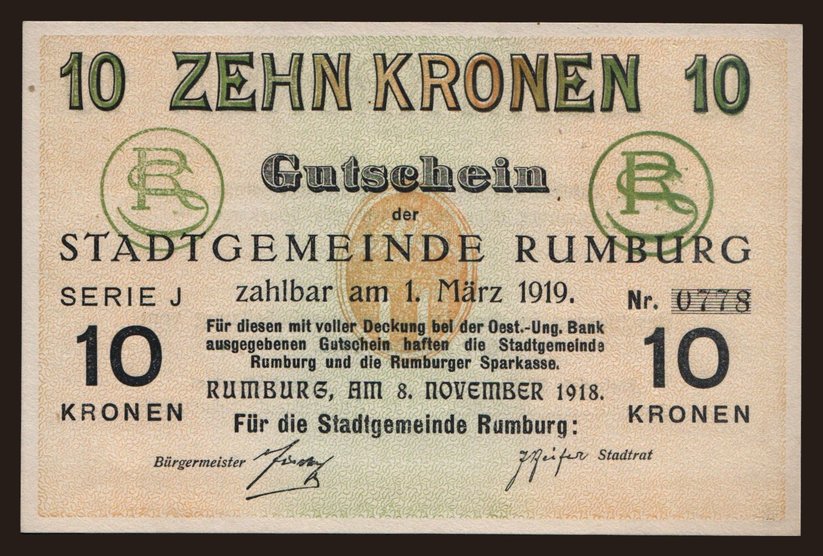 10 ZEHN KRONEN 10
RS RS
Gutschein
der
STADTGEMEINDE RUMBURG
SERIE J zahlbar am 1. März 1919. Nr. 0778
Für diesen mit voller Deckung bei der Oest.-Ung. Bank
ausgegebenen Gutschein haften die Stadtgemeinde
Rumburg und die Rumburger Sparkasse.
10 10
RUMBURG, AM 8. NOVEMBER 1918.
KRONEN KRONEN
Für die Stadtgemeinde Rumburg:
Bürgermeister Stadtrat